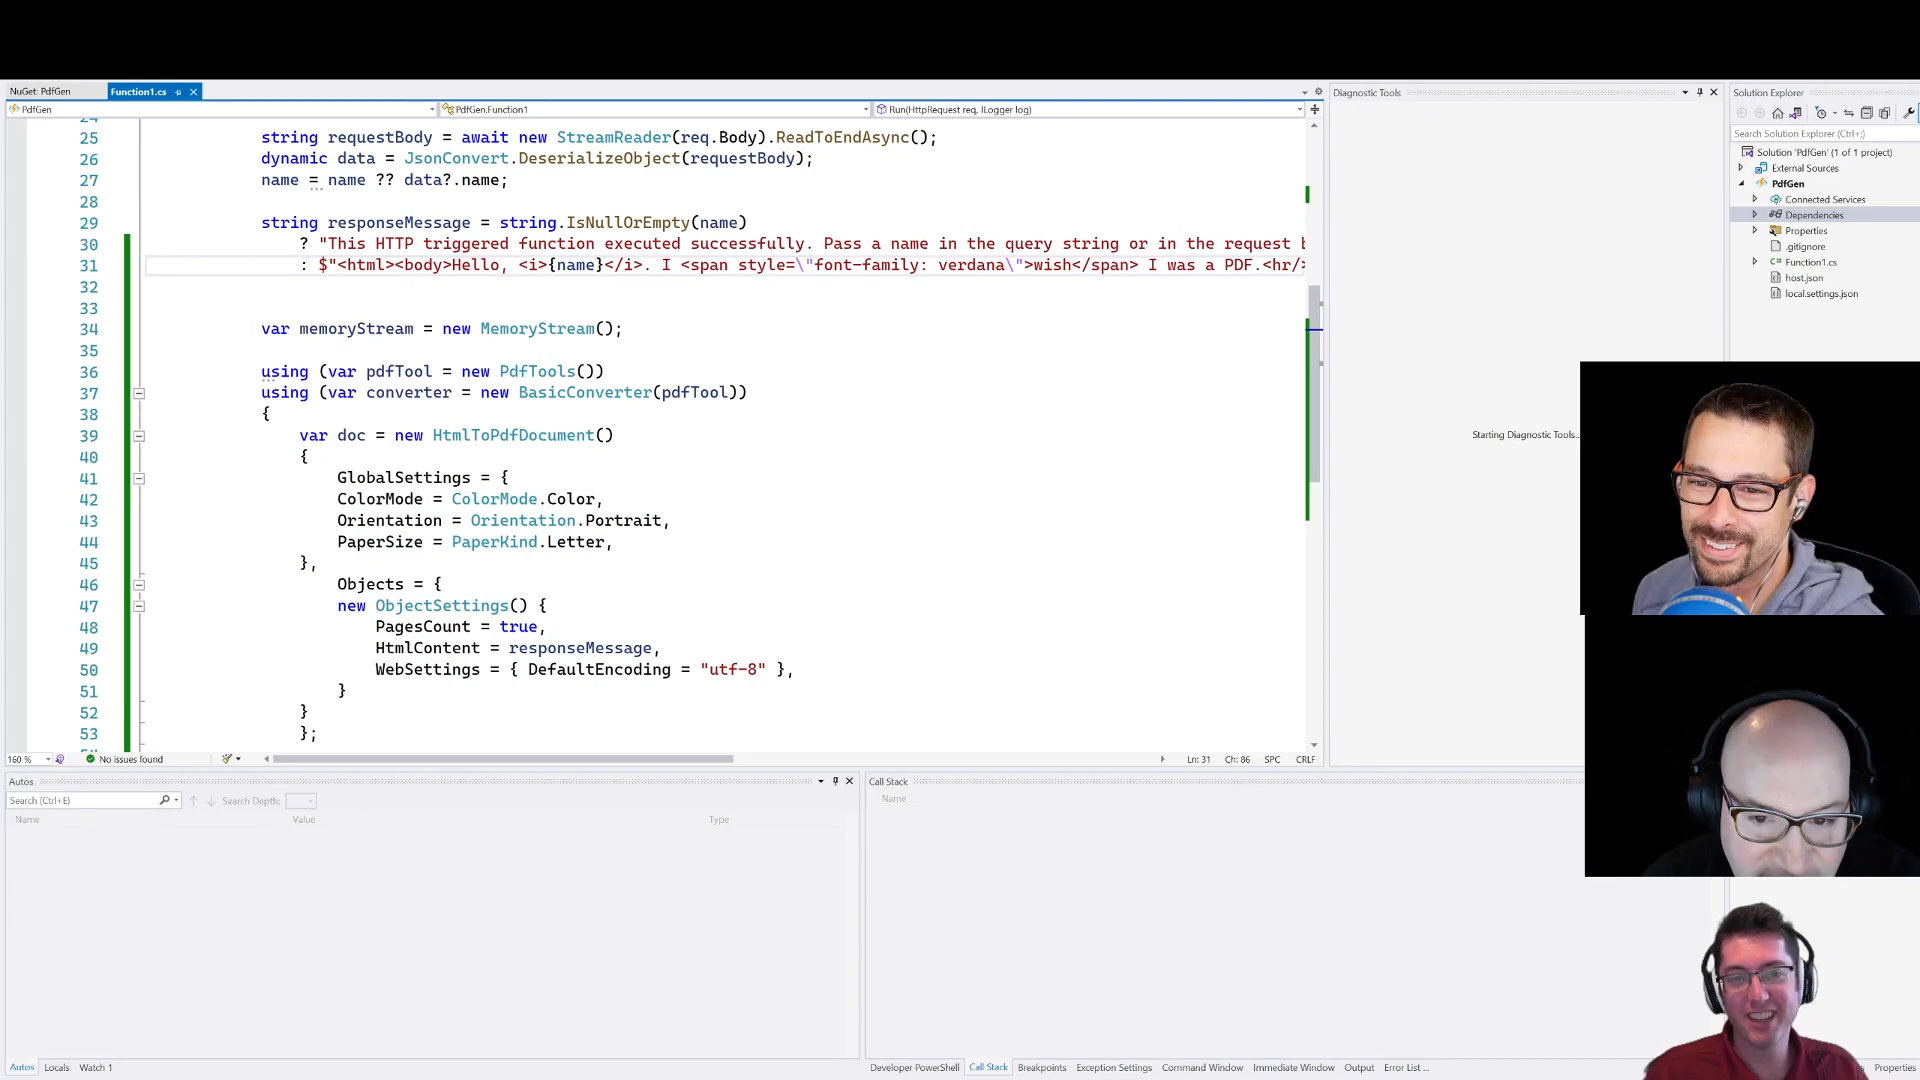 NuGet: PdfGen
Function1.cs
PdfGen
PdfGen.Function1
Run(HttpRequest req, ILogger log)
24
25 string requestBody = await new StreamReader(req.Body).ReadToEndAsync();
26 dynamic data = JsonConvert.DeserializeObject(requestBody);
27 name = name ?? data?.name;
28
29 string responseMessage = string.IsNullOrEmpty(name)
30 ? "This HTTP triggered function executed successfully. Pass a name in the query string or in the request b
31 : $"<html><body>Hello, <i>{name}</i>. I <span style=\"font-family: verdana\">wish</span> I was a PDF.<hr/>
32
33
34 var memoryStream = new MemoryStream();
35
36 using (var pdfTool = new PdfTools())
37 using (var converter = new BasicConverter(pdfTool))
38 {
39 var doc = new HtmlToPdfDocument()
40 {
41 GlobalSettings = {
42 ColorMode = ColorMode.Color,
43 Orientation = Orientation.Portrait,
44 PaperSize = PaperKind.Letter,
45 },
46 Objects = {
47 new ObjectSettings() {
48 PagesCount = true,
49 HtmlContent = responseMessage,
50 WebSettings = { DefaultEncoding = "utf-8" },
51 }
52 }
53 };
160 %
No issues found
Ln: 31 Ch: 86 SPC CRLF
Diagnostic Tools
Starting Diagnostic Tools...
Solution Explorer
Search Solution Explorer (Ctrl+;)
Solution 'PdfGen' (1 of 1 project)
External Sources
PdfGen
Connected Services
Dependencies
Properties
.gitignore
Function1.cs
host.json
local.settings.json
Autos
Search (Ctrl+E)
Search Depth:
Name Value Type
Autos Locals Watch 1
Call Stack
Name
Developer PowerShell Call Stack Breakpoints Exception Settings Command Window Immediate Window Output Error List ...
Properties